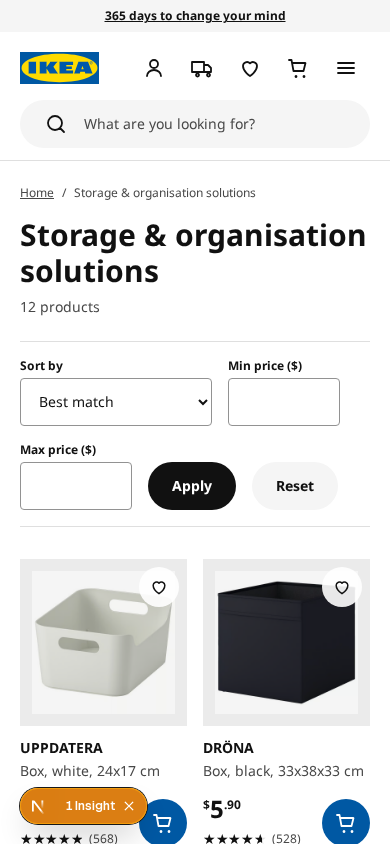 365 days to change your mind
IKEA
What are you looking for?
Home / Storage & organisation solutions
Storage & organisation
solutions
12 products
Sort by
Min price ($)
Best match
Max price ($)
Apply
Reset
UPPDATERA
Box, white, 24x17 cm
DRÖNA
Box, black, 33x38x33 cm
$5.90
N 1 Insight
(568)
(528)